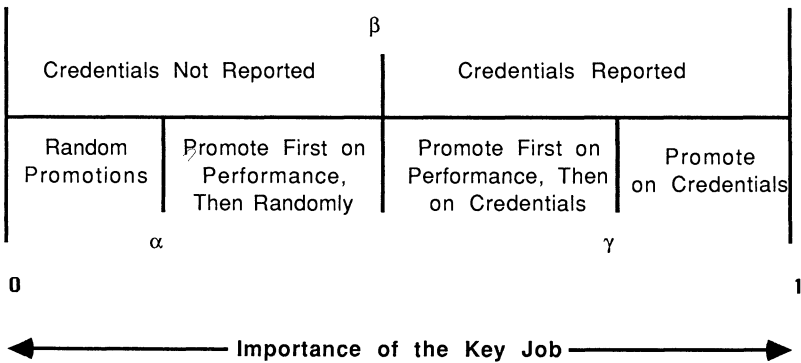 β
Credentials Not Reported
Credentials Reported
Random
Promotions
Promote First on
Performance,
Then Randomly
Promote First on
Performance, Then
on Credentials
Promote
on Credentials
α
γ
0
1
Importance of the Key Job